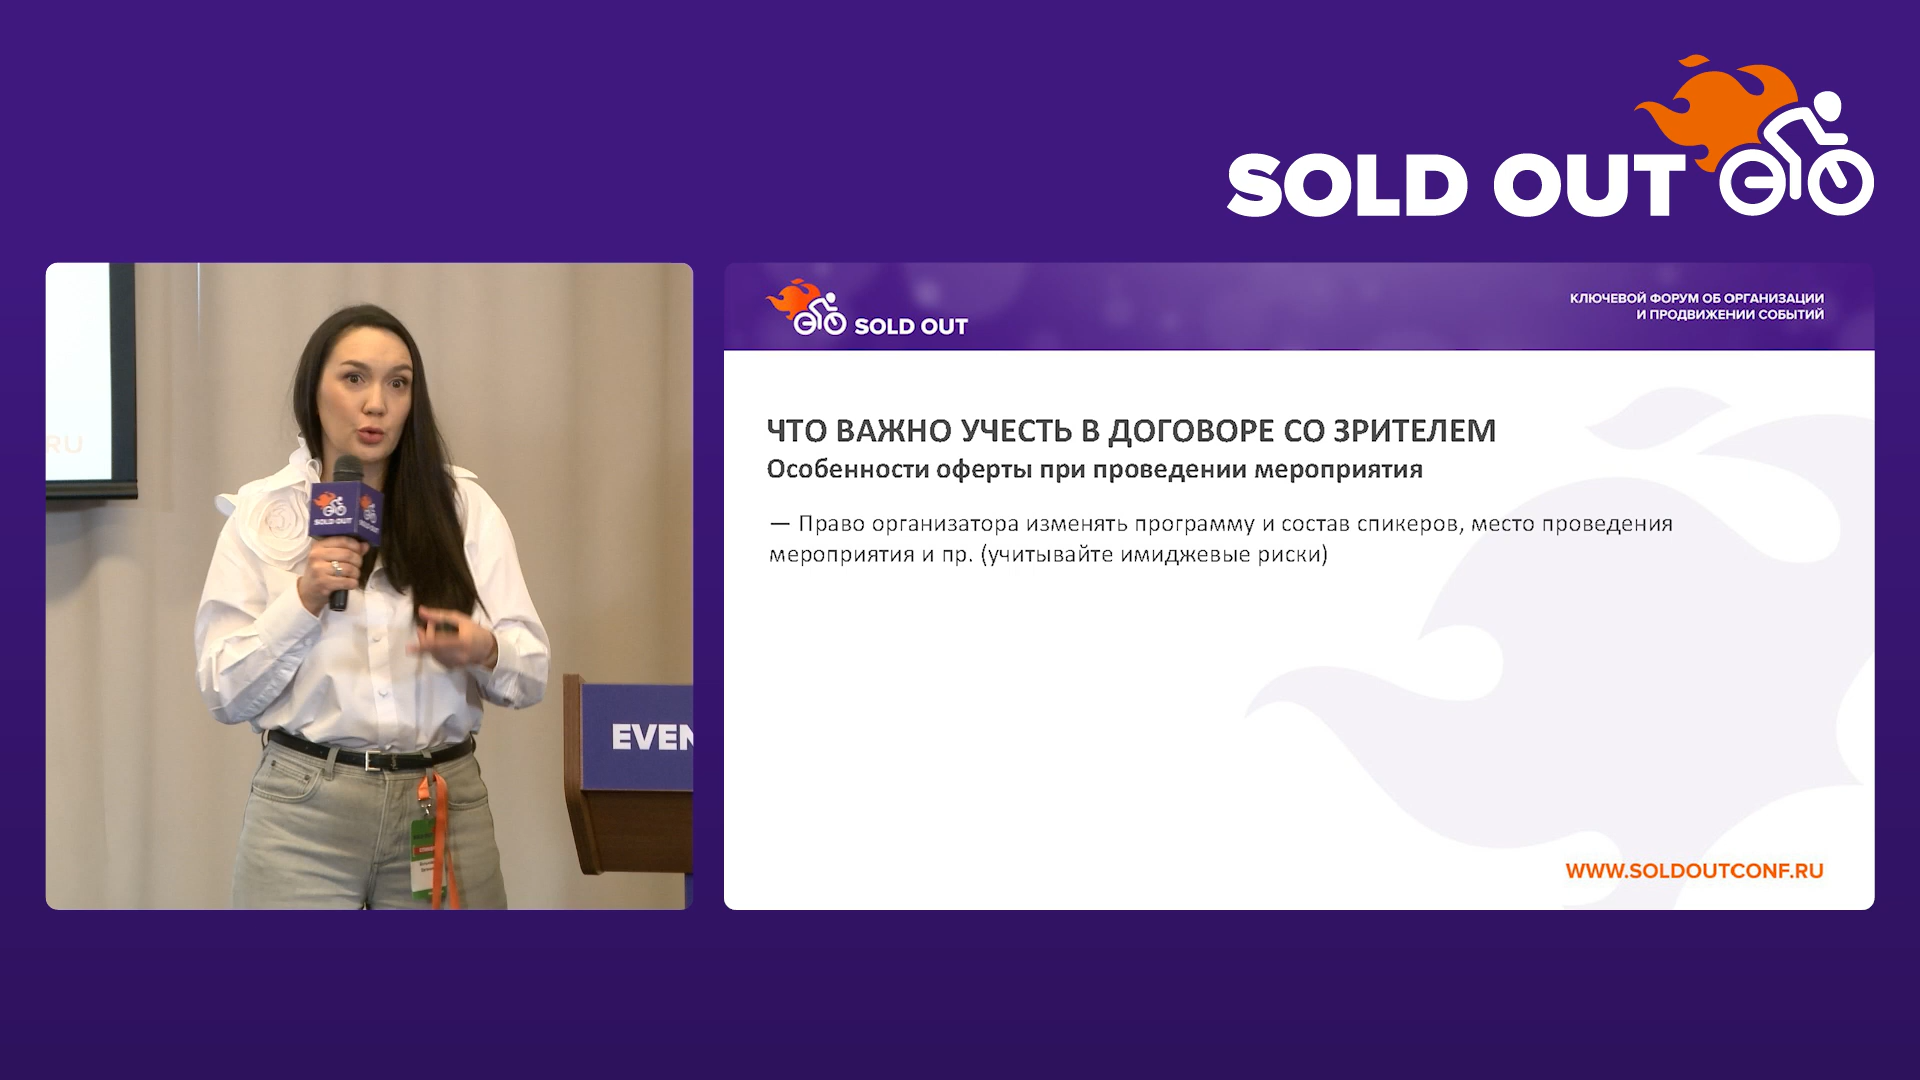 SOLD OUT
RU
SOLD OUT
EVEN
SOLD OUT
КЛЮЧЕВОЙ ФОРУМ ОБ ОРГАНИЗАЦИИ
И ПРОДВИЖЕНИИ СОБЫТИЙ
ЧТО ВАЖНО УЧЕСТЬ В ДОГОВОРЕ СО ЗРИТЕЛЕМ
Особенности оферты при проведении мероприятия
— Право организатора изменять программу и состав спикеров, место проведения
мероприятия и пр. (учитывайте имиджевые риски)
WWW.SOLDOUTCONF.RU